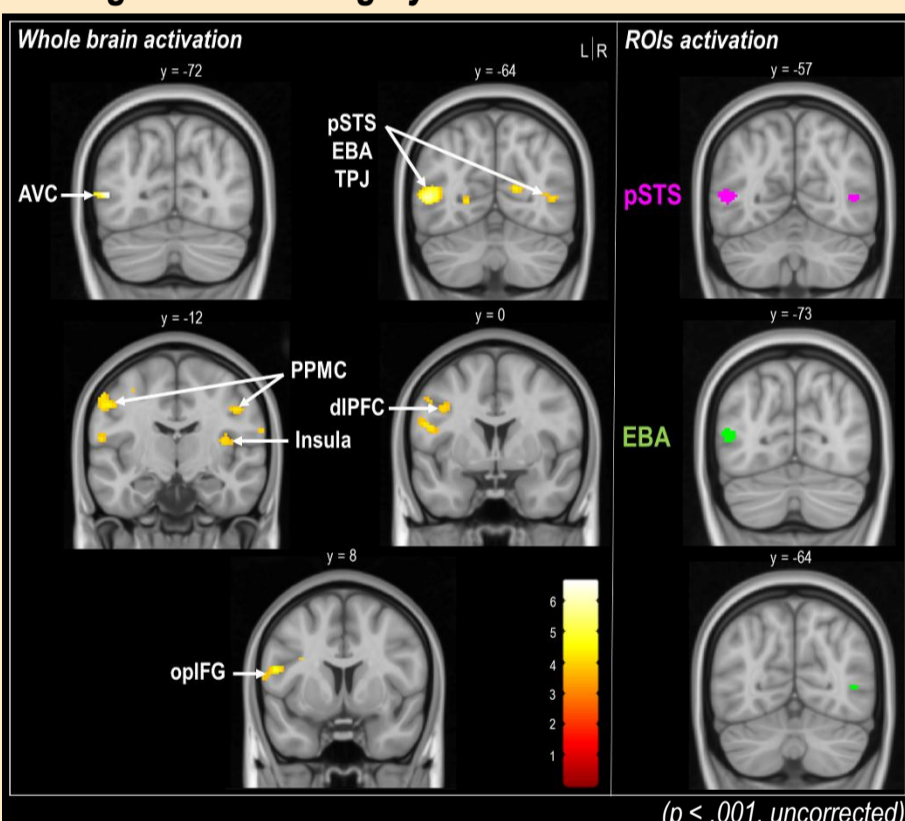 Whole brain activation
L|R
y = -72
y = -64
pSTS
EBA
TPJ
AVC
y = -12
y = 0
PPMC
Insula
dlPFC
y = 8
opIFG
6
5
4
3
2
1
ROIs activation
y = -57
pSTS
y = -73
EBA
y = -64
(p < .001, uncorrected)